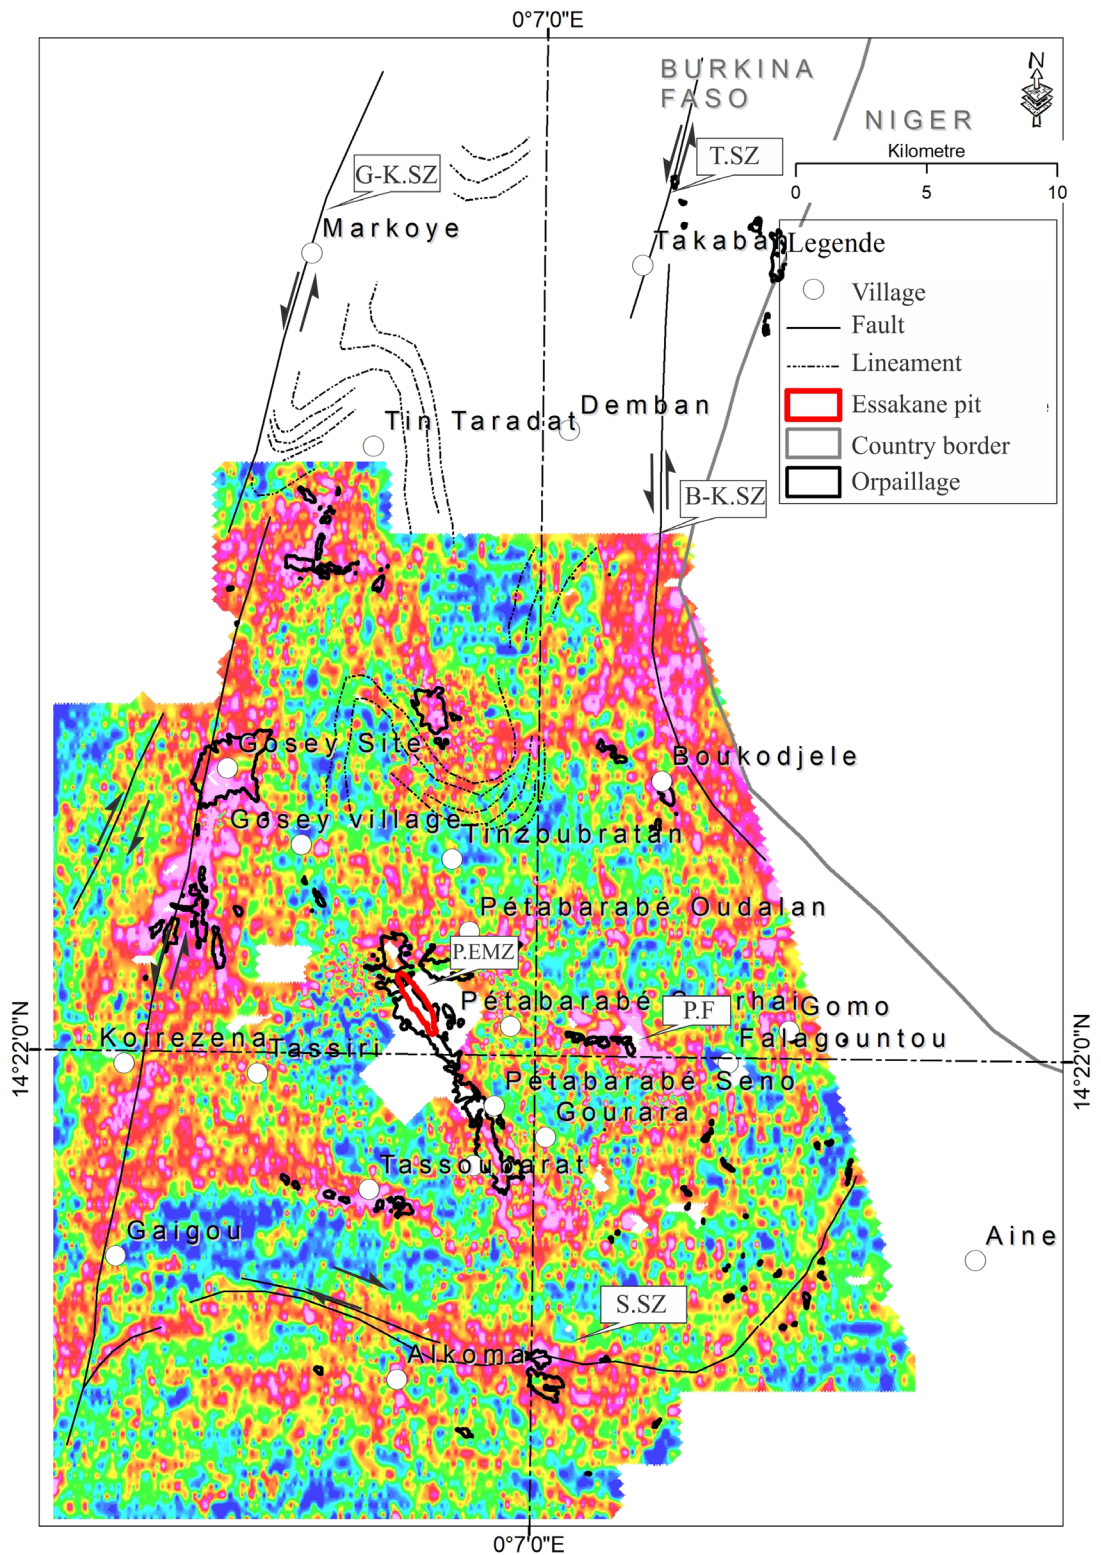 0°7'0"E
BURKINA
FASO
N
NIGER
Kilometre
0 5 10
T.SZ
G-K.SZ
Markoye
Takaba
Legende
Village
Fault
Lineament
Essakane pit
Country border
Orpaillage
Demban
Tin Taradat
B-K.SZ
Gosey Site
Boukodjele
Gosey village
Tinzoubratan
Pétabarabé Oudalan
P.EMZ
Pétabarabé
P.F
Gomo
Falagountou
14°22'0"N
14°22'0"N
Koirezena
Tassiri
Pétabarabé Seno
Gourara
Tassoubarat
Gaigou
Aine
S.SZ
Alkoma
0°7'0"E